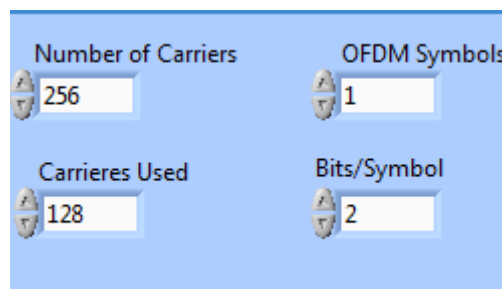 Number of Carriers
OFDM Symbols
256
1
Carrieres Used
Bits/Symbol
128
2